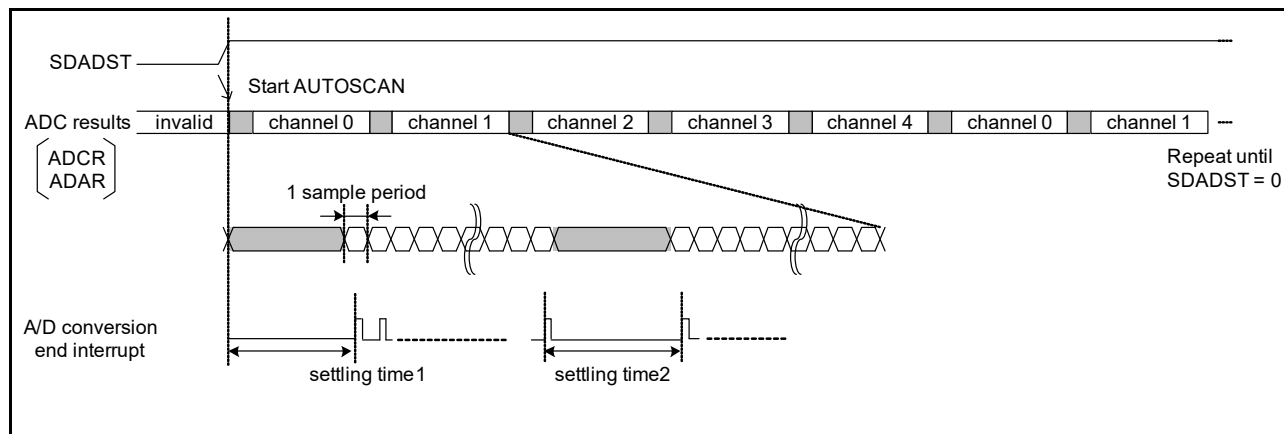 SDADST
Start AUTOSCAN
ADC results invalid channel 0 channel 1 channel 2 channel 3 channel 4 channel 0 channel 1
ADCR
ADAR
Repeat until
SDADST = 0
1 sample period
A/D conversion
end interrupt
settling time1
settling time2